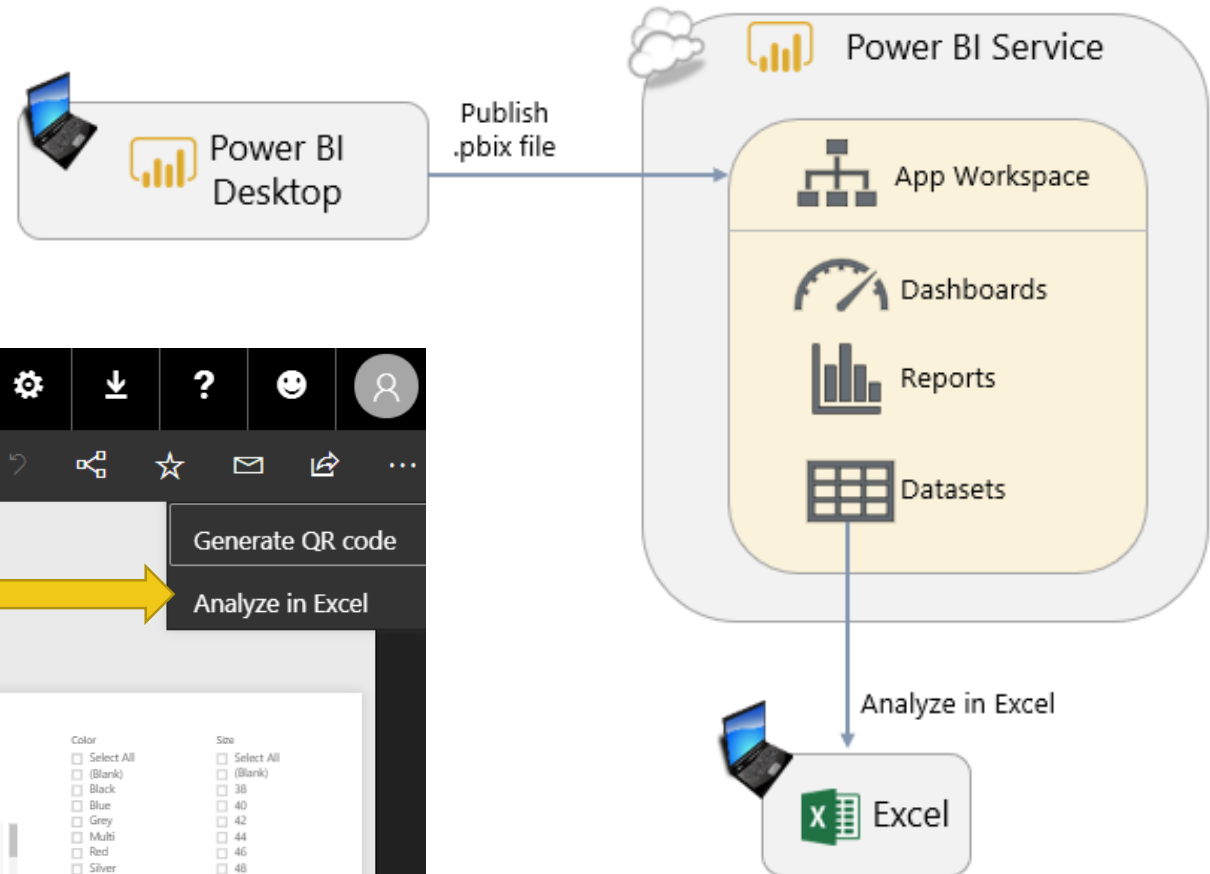 Power BI Service
Power BI
Desktop
Publish
.pbix file
App Workspace
Dashboards
Reports
Datasets
?
Generate QR code
Analyze in Excel
Color
Select All
(Blank)
Black
Blue
Grey
Multi
Red
Silver
Size
Select All
(Blank)
38
40
42
44
46
48
Analyze in Excel
X
Excel